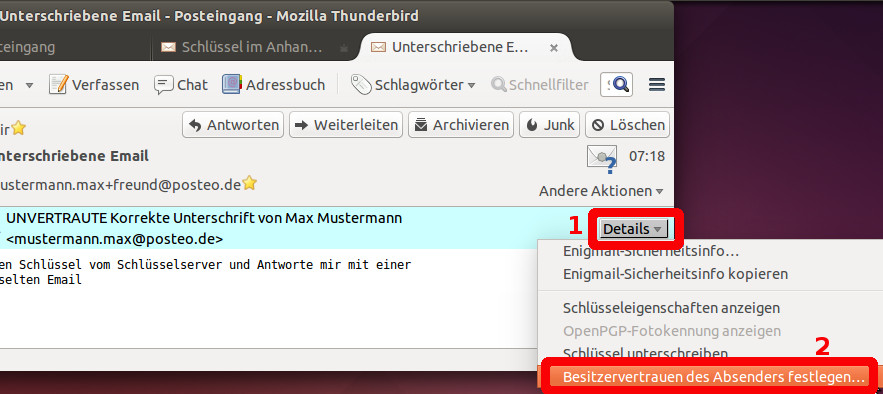 Unterschriebene Email - Posteingang - Mozilla Thunderbird
steingang
Schlüssel im Anhan…
Unterschriebene E…
en
Verfassen
Chat
Adressbuch
Schlagwörter
Schnellfilter
ir
Antworten
Weiterleiten
Archivieren
Junk
Löschen
nterschriebene Email
07:18
ustermann.max+freund@posteo.de
Andere Aktionen
UNVERTRAUTE Korrekte Unterschrift von Max Mustermann
<mustermann.max@posteo.de>
1
Details
en Schlüssel vom Schlüsselserver und Antworte mir mit einer
selten Email
Enigmail-Sicherheitsinfo…
Enigmail-Sicherheitsinfo kopieren
Schlüsseleigenschaften anzeigen
OpenPGP-Fotokennung anzeigen
Schlüssel unterschreiben
2
Besitzervertrauen des Absenders festlegen…